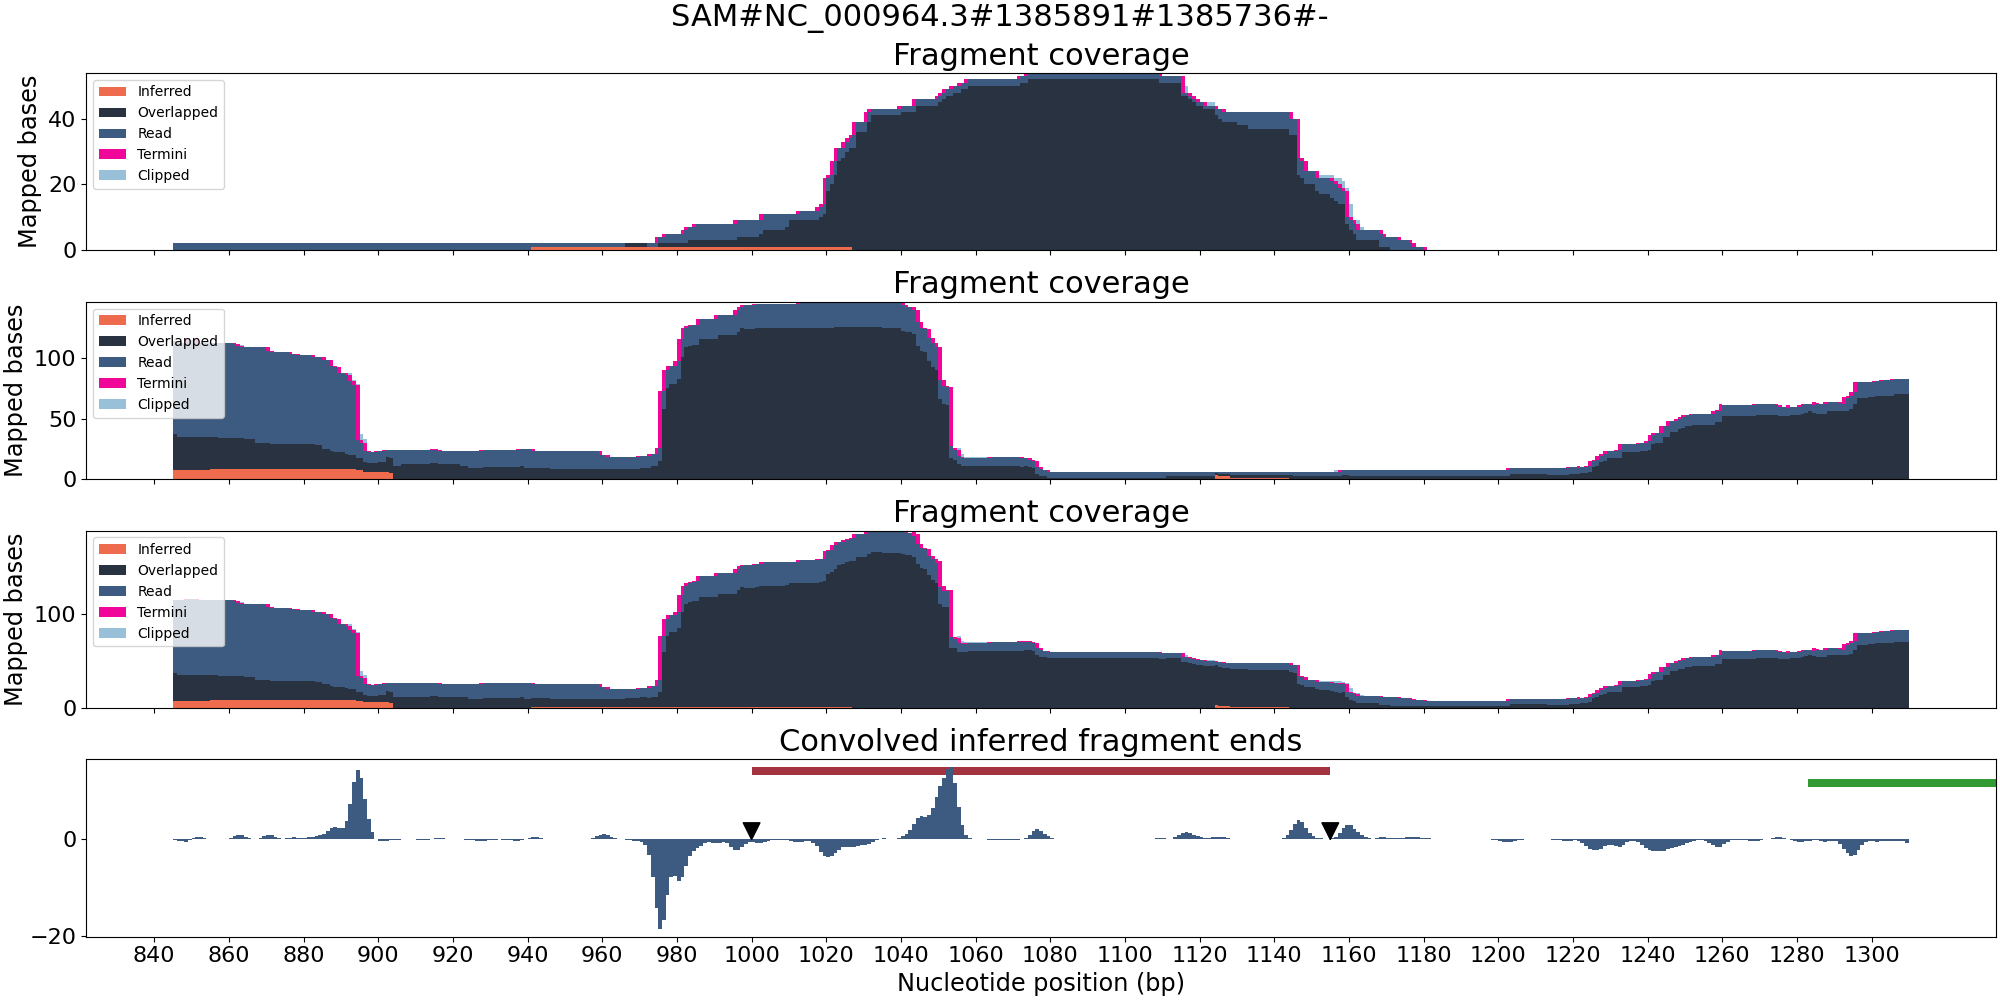 SAM#NC_000964.3#1385891#1385736#-
Fragment coverage
Mapped bases
40
20
0
Inferred
Overlapped
Read
Termini
Clipped
Fragment coverage
Mapped bases
100
50
0
Inferred
Overlapped
Read
Termini
Clipped
Fragment coverage
Mapped bases
100
0
Inferred
Overlapped
Read
Termini
Clipped
Convolved inferred fragment ends
0
−20
840 860 880 900 920 940 960 980 1000 1020 1040 1060 1080 1100 1120 1140 1160 1180 1200 1220 1240 1260 1280 1300
Nucleotide position (bp)